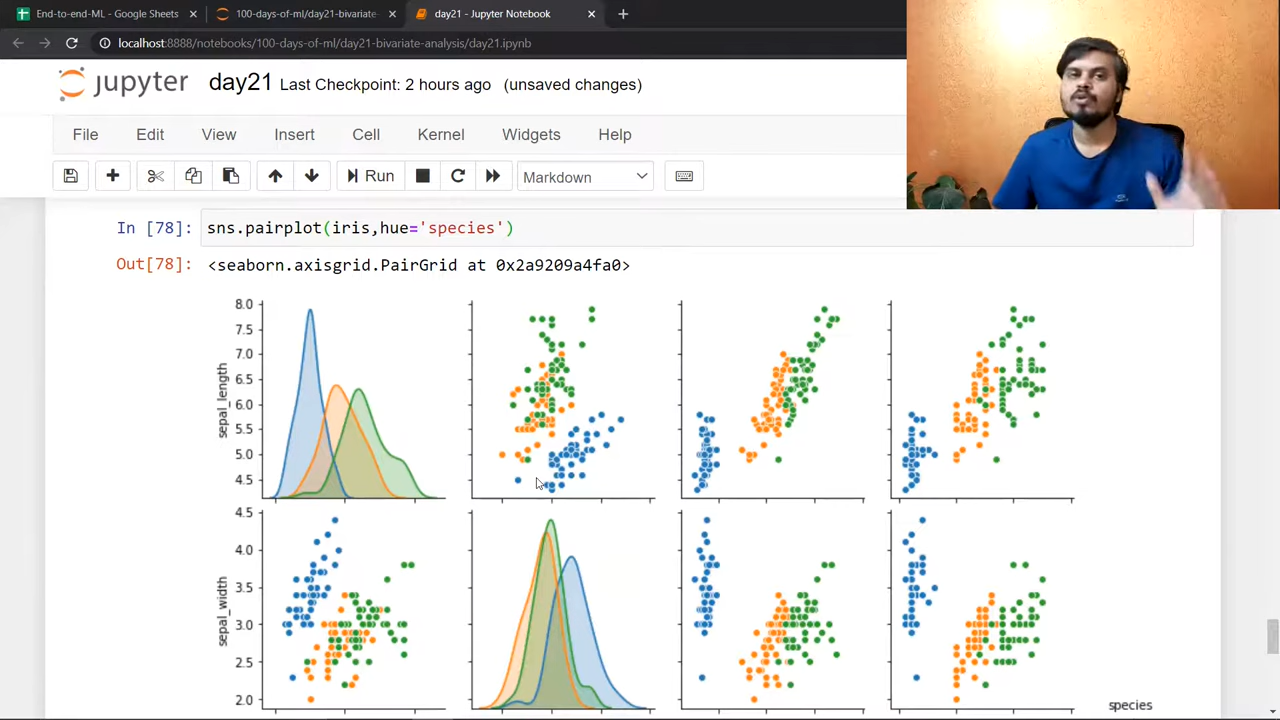 End-to-end-ML - Google Sheets
100-days-of-ml/day21-bivariate-
day21 - Jupyter Notebook
localhost:8888/notebooks/100-days-of-ml/day21-bivariate-analysis/day21.ipynb
jupyter day21 Last Checkpoint: 2 hours ago (unsaved changes)
File Edit View Insert Cell Kernel Widgets Help
Run Markdown
In [78]: sns.pairplot(iris,hue='species')
Out[78]: <seaborn.axisgrid.PairGrid at 0x2a9209a4fa0>
8.0
7.5
7.0
6.5
6.0
5.5
5.0
4.5
sepal_length
4.5
4.0
3.5
3.0
2.5
2.0
sepal_width
species